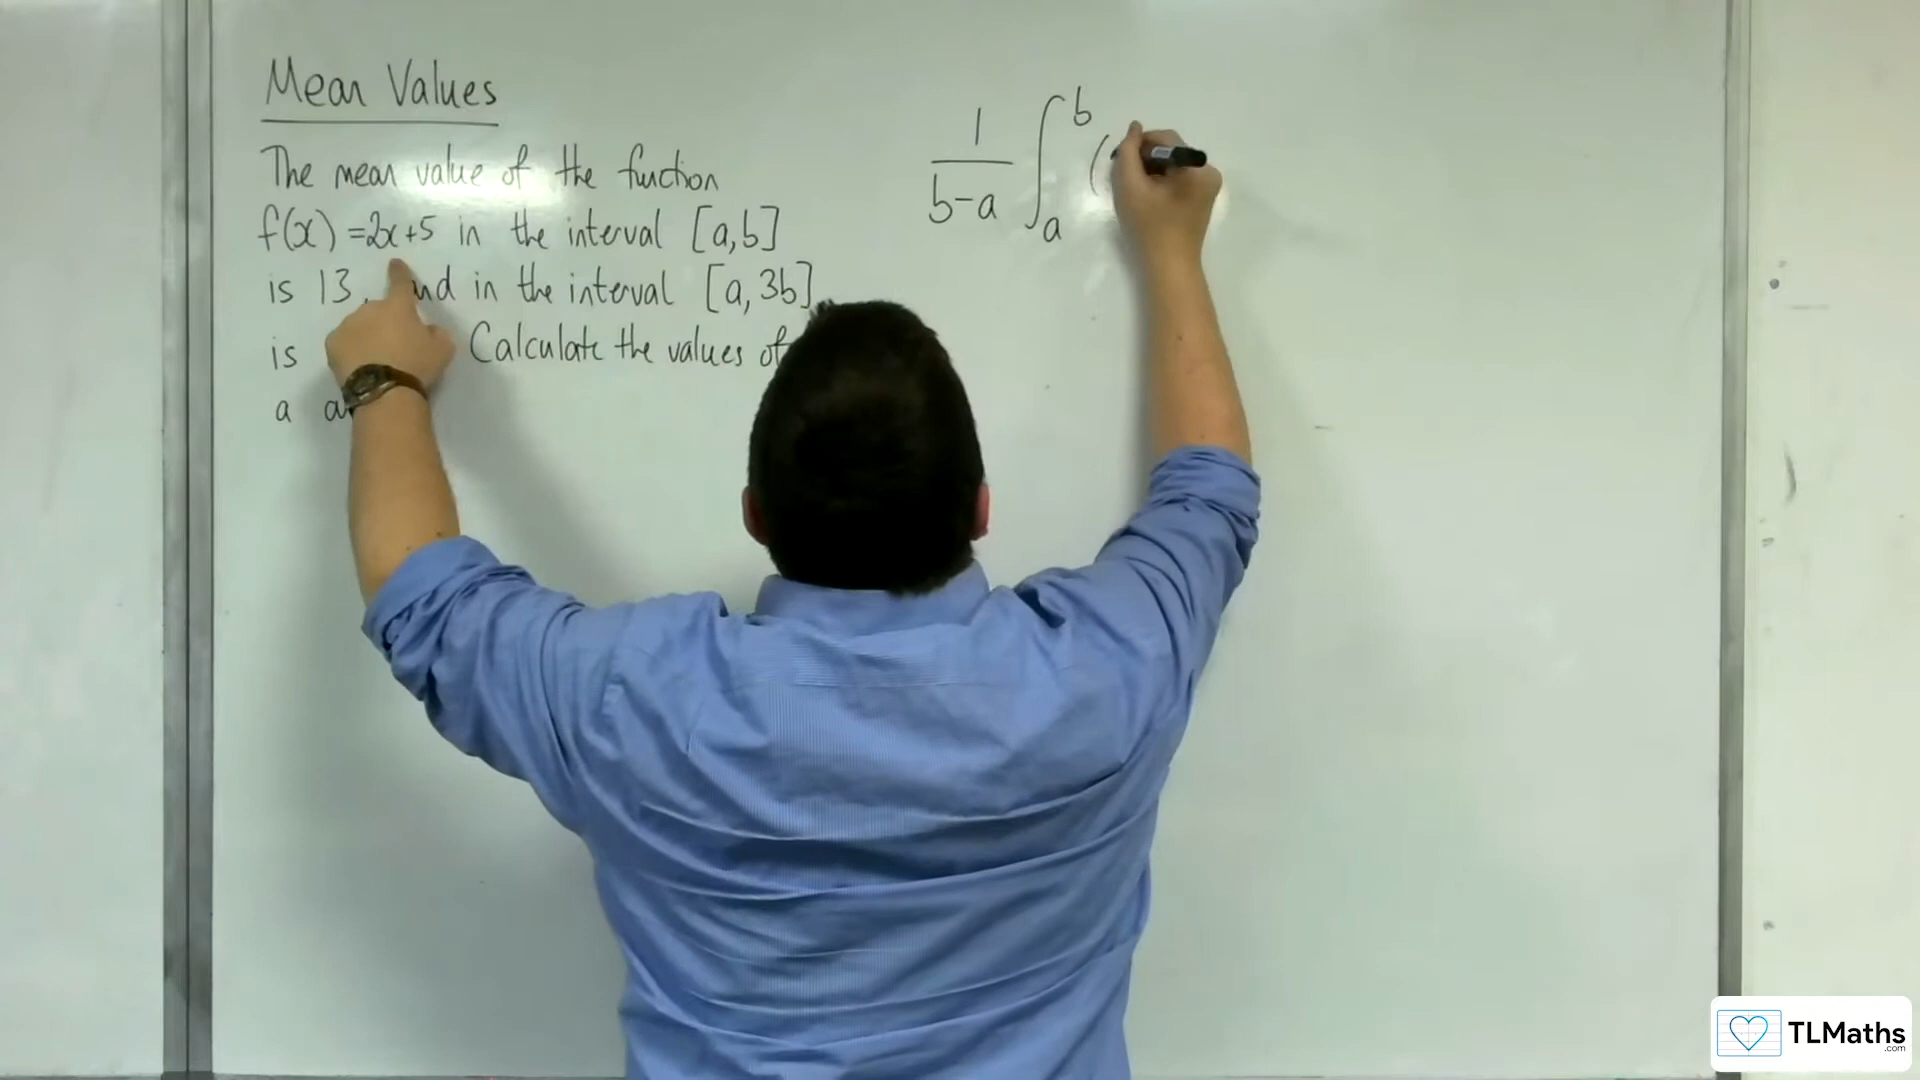 Mean Values
The mean value of the function
f(x) = 2x+5 in the interval [a,b]
is 13, and in the interval [a, 3b]
is Calculate the values of
a
1
b-a
∫
b
a
(
TLMaths
.com